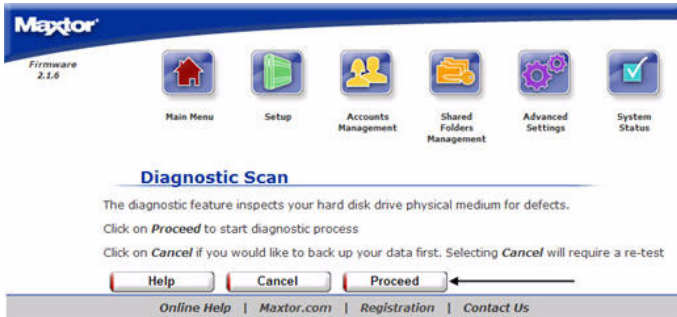 Maxtor
Firmware
2.1.6
Main Menu
Setup
Accounts
Management
Shared
Folders
Management
Advanced
Settings
System
Status
Diagnostic Scan
The diagnostic feature inspects your hard disk drive physical medium for defects.
Click on Proceed to start diagnostic process
Click on Cancel if you would like to back up your data first. Selecting Cancel will require a re-test
Help
Cancel
Proceed
Online Help | Maxtor.com | Registration | Contact Us